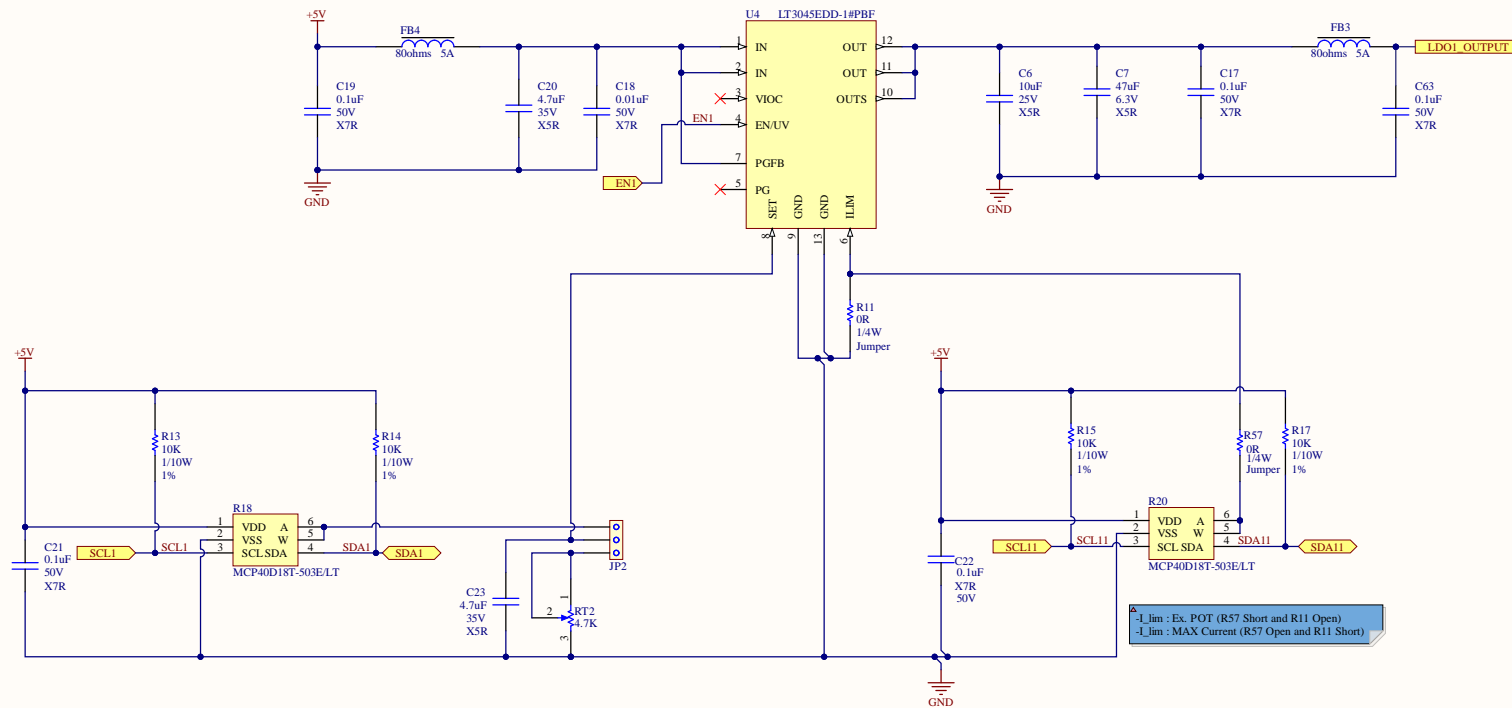 +5V
FB4
80ohms 5A
C19
0.1uF
50V
X7R
C20
4.7uF
35V
X5R
C18
0.01uF
50V
X7R
GND
EN1
EN1
U4 LT3045EDD-1#PBF
1 IN
2 IN
3 VIOC
4 EN/UV
7 PGFB
5 PG
OUT 12
OUT 11
OUTS 10
SET
GND
GND
ILIM
8
9
13
6
C6
10uF
25V
X5R
C7
47uF
6.3V
X5R
C17
0.1uF
50V
X7R
FB3
80ohms 5A
LDO1_OUTPUT
C63
0.1uF
50V
X7R
GND
R11
0R
1/4W
Jumper
+5V
R13
10K
1/10W
1%
R14
10K
1/10W
1%
R18
1 VDD A 6
2 VSS W 5
3 SCL SDA 4
MCP40D18T-503E/LT
SCL1
SCL1
SDA1
SDA1
C21
0.1uF
50V
X7R
JP2
C23
4.7uF
35V
X5R
1
2
3
RT2
4.7K
+5V
R15
10K
1/10W
1%
R57
0R
1/4W
Jumper
R17
10K
1/10W
1%
R20
1 VDD A 6
2 VSS W 5
3 SCL SDA 4
MCP40D18T-503E/LT
SCL11
SCL11
SDA11
SDA11
C22
0.1uF
X7R
50V
-I_lim : Ex. POT (R57 Short and R11 Open)
-I_lim : MAX Current (R57 Open and R11 Short)
GND